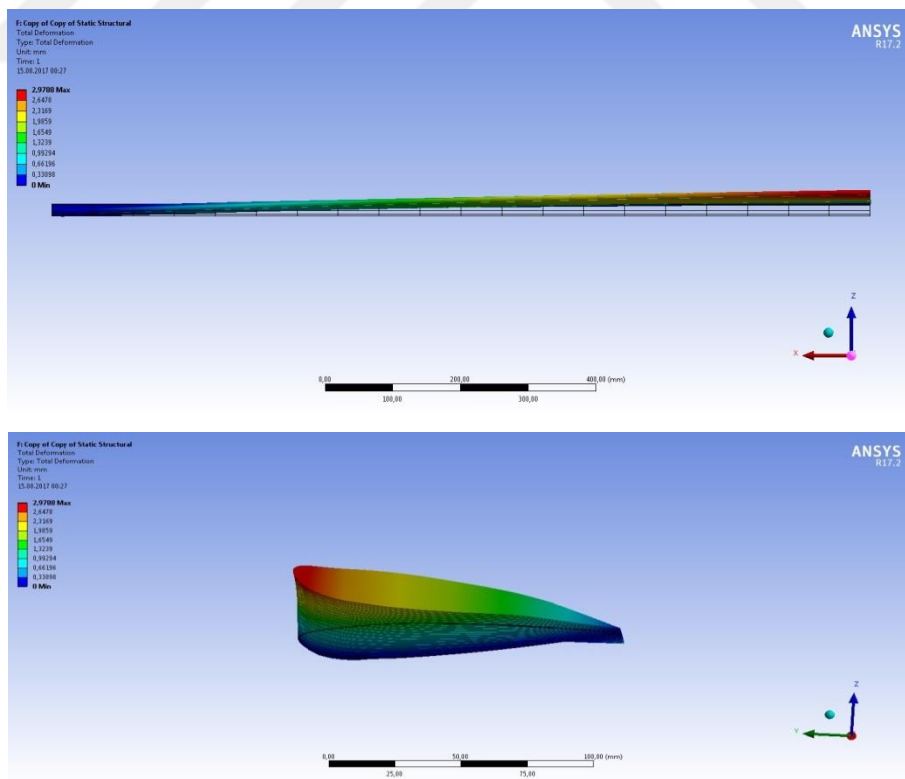 F: Copy of Copy of Static Structural
Total Deformation
Type: Total Deformation
Unit: mm
Time: 1
15.08.2017 00:27
2,9788 Max
2,6478
2,3169
1,9859
1,6549
1,3239
0,99294
0,66196
0,33098
0 Min
ANSYS
R17.2
Z
X
0,00 200,00 400,00 (mm)
100,00 300,00
F: Copy of Copy of Static Structural
Total Deformation
Type: Total Deformation
Unit: mm
Time: 1
15.08.2017 00:27
2,9788 Max
2,6478
2,3169
1,9859
1,6549
1,3239
0,99294
0,66196
0,33098
0 Min
ANSYS
R17.2
Z
Y
0,00 50,00 100,00 (mm)
25,00 75,00